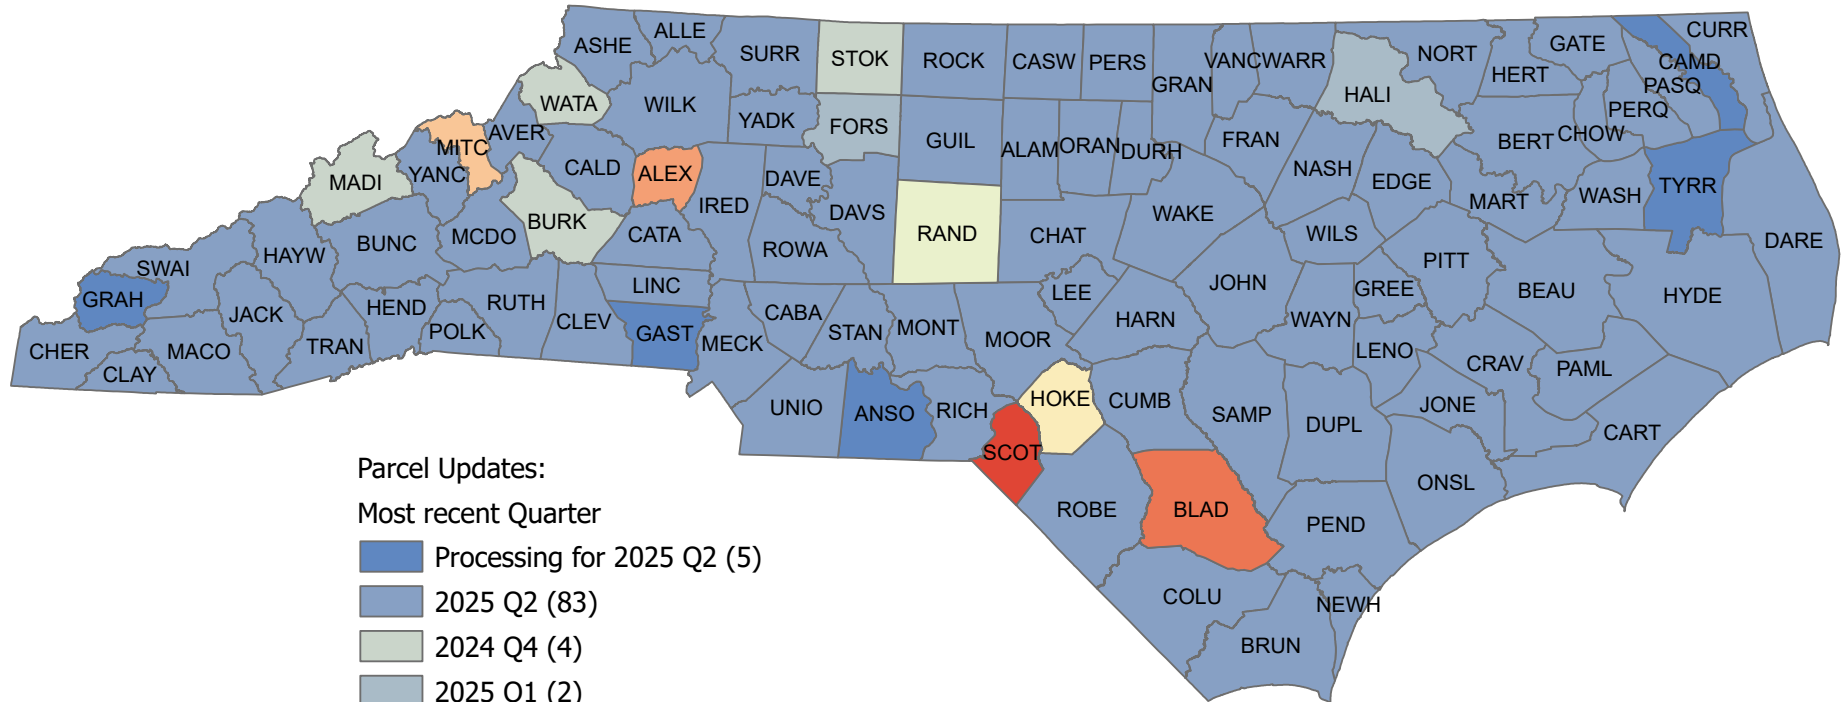 ASHE
ALLE
SURR
STOK
ROCK
CASW
PERS
GRAN
VANC
WARR
HALI
NORT
HERT
GATE
CURR
CAMD
PASQ
PERQ
CHOW
BERT
WATA
WILK
YADK
FORS
GUIL
ALAM
ORAN
DURH
FRAN
NASH
EDGE
MART
WASH
TYRR
DARE
MITC
AVER
CALD
ALEX
IRED
DAVE
DAVS
RAND
CHAT
WAKE
WILS
PITT
BEAU
HYDE
MADI
YANC
MCDO
BURK
CATA
ROWA
LEE
JOHN
GREE
SWAI
HAYW
BUNC
LINC
GRAH
JACK
HEND
RUTH
POLK
CLEV
GAST
MECK
CABA
STAN
MONT
MOOR
HARN
WAYN
LENO
CRAV
PAML
CHER
CLAY
MACO
TRAN
UNIO
ANSO
RICH
SCOT
HOKE
CUMB
SAMP
DUPL
JONE
CART
ONSL
ROBE
BLAD
PEND
COLU
BRUN
NEWH
Parcel Updates:
Most recent Quarter
Processing for 2025 Q2 (5)
2025 Q2 (83)
2024 Q4 (4)
2025 Q1 (2)